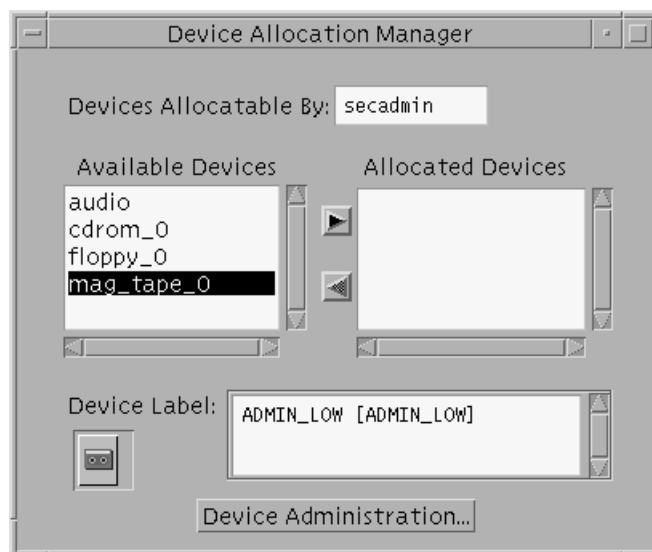 Device Allocation Manager
Devices Allocatable By: secadmin
Available Devices
Allocated Devices
audio
cdrom_0
floppy_0
mag_tape_0
Device Label: ADMIN_LOW [ADMIN_LOW]
Device Administration...